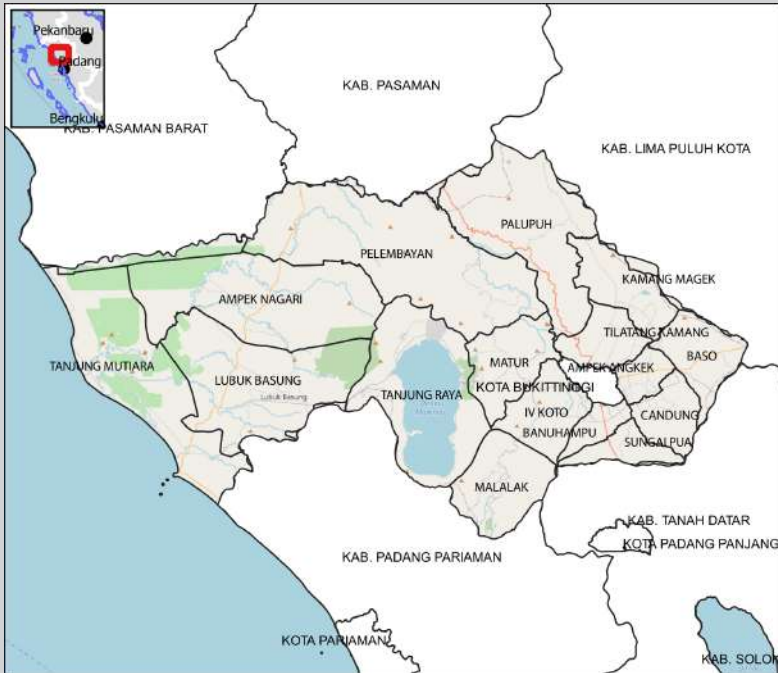 Pekanbaru
Padang
Bengkulu
KAB. PASAMAN
KAB. PASAMAN BARAT
KAB. LIMA PULUH KOTA
PALUPUH
PELEMBAYAN
KAMANG MAGEK
AMPEK NAGARI
TILATANG KAMANG
BASO
TANJUNG MUTIARA
MATUR
AMPEK ANGKEK
LUBUK BASUNG
KOTA BUKITTINGGI
TANJUNG RAYA
Lubuk Basung
IV KOTO
CANDUNG
BANUHAMPU
SUNGALPUA
MALALAK
KAB. TANAH DATAR
KOTA PADANG PANJANG
KAB. PADANG PARIAMAN
KOTA PARIAMAN
KAB. SOLOK